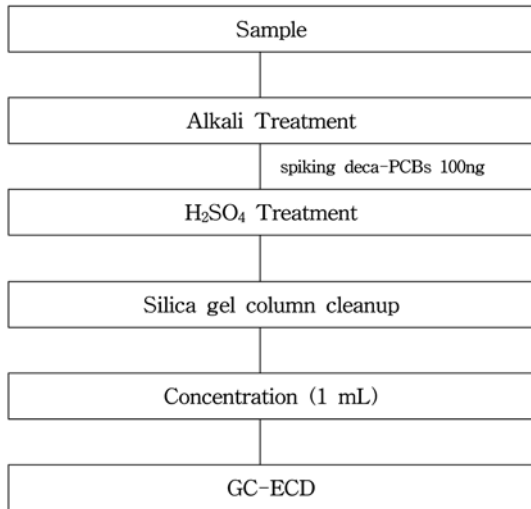 Sample
Alkali Treatment
spiking deca-PCBs 100ng
H₂SO₄ Treatment
Silica gel column cleanup
Concentration (1 mL)
GC-ECD